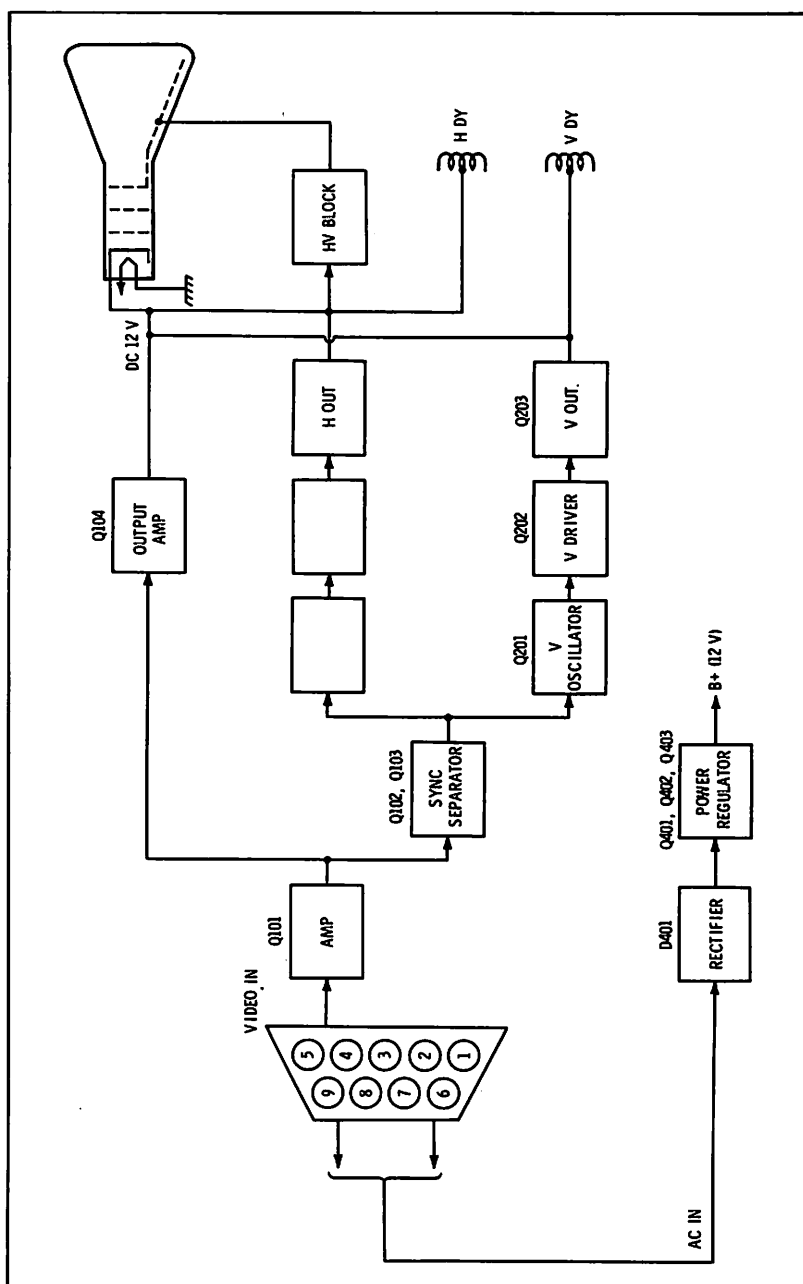 VIDEO IN
5
4
3
2
1
9
8
7
6
Q101
AMP
Q102, Q103
SYNC
SEPARATOR
Q104
OUTPUT
AMP
DC 12 V
H OUT
HV BLOCK
H DY
V DY
Q201
V
OSCILLATOR
Q202
V DRIVER
Q203
V OUT.
AC IN
D401
RECTIFIER
Q401, Q402, Q403
POWER
REGULATOR
B+ (12 V)